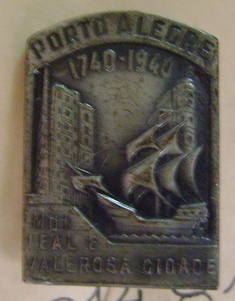 PORTO ALEGRE
1740-1940
MUI
LEAL E
VALEROSA CIDADE